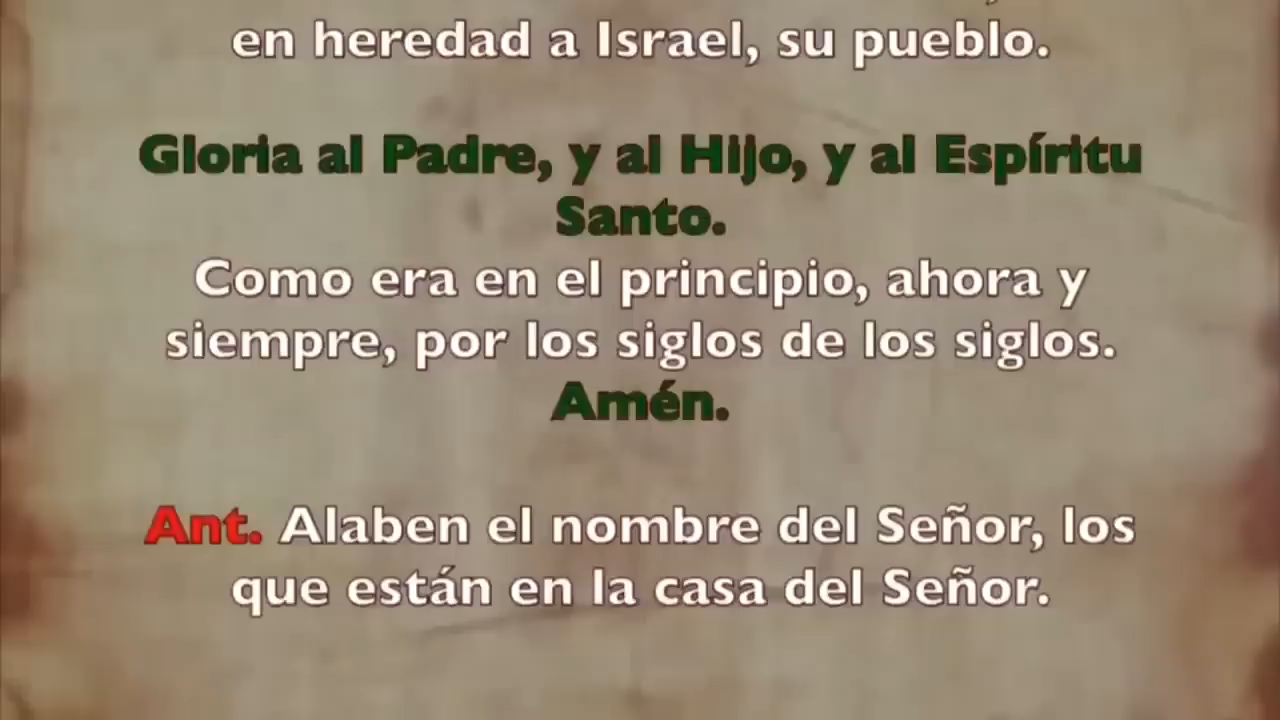 en heredad a Israel, su pueblo.
Gloria al Padre, y al Hijo, y al Espíritu
Santo.
Como era en el principio, ahora y
siempre, por los siglos de los siglos.
Amén.
Ant. Alaben el nombre del Señor, los
que están en la casa del Señor.